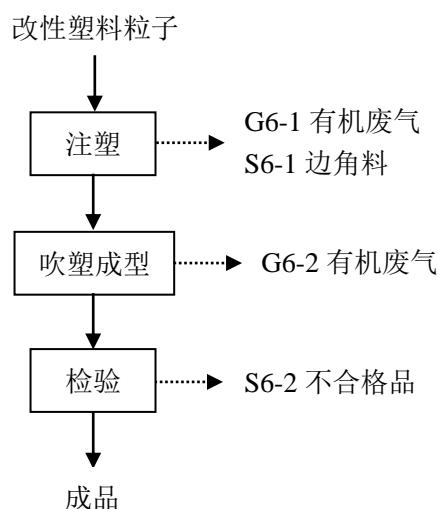 改性塑料粒子
注塑
G6-1 有机废气
S6-1 边角料
吹塑成型
G6-2 有机废气
检验
S6-2 不合格品
成品